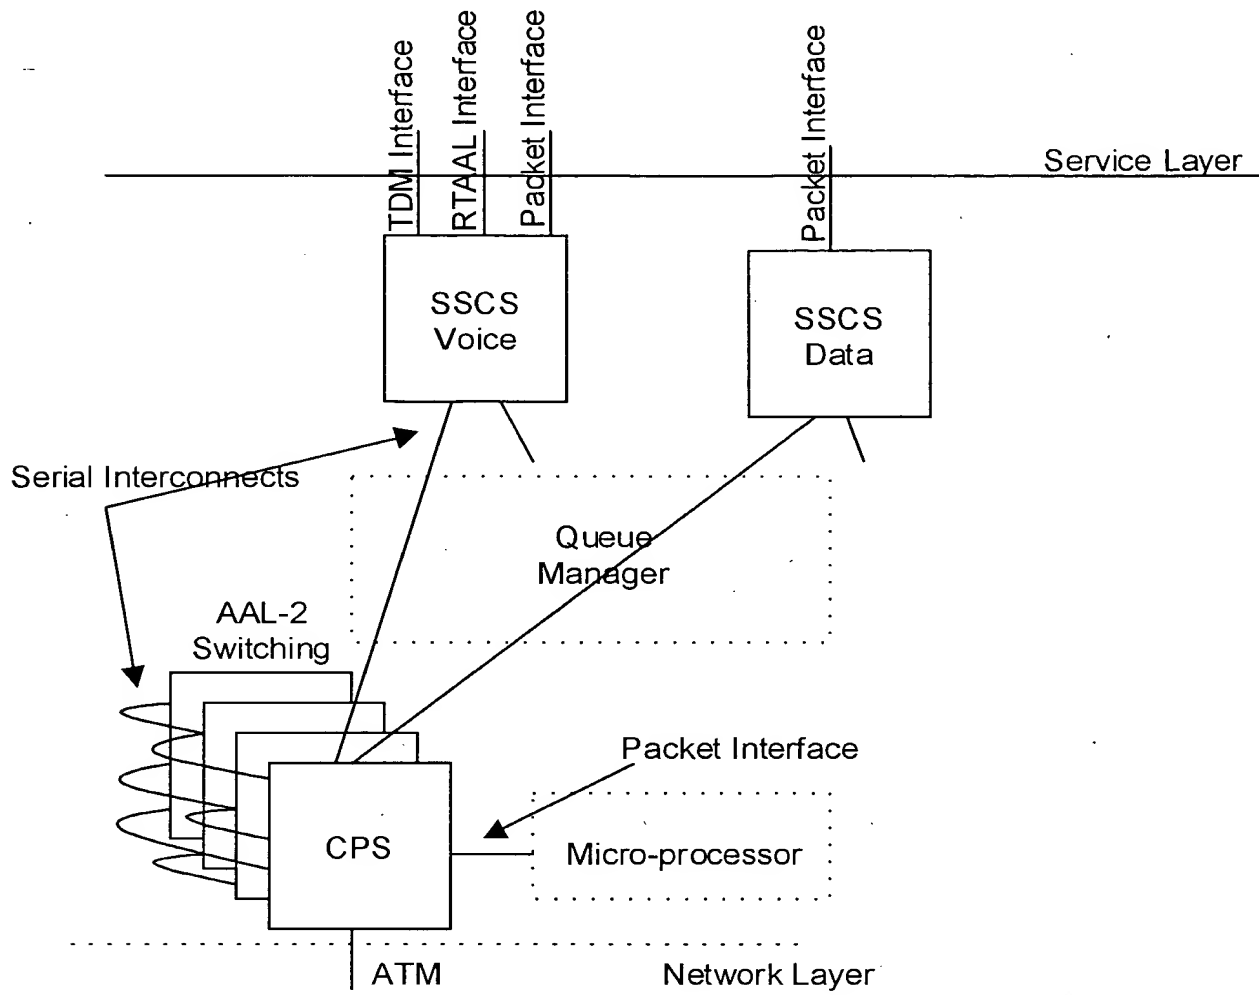 TDM Interface
RTAAL Interface
Packet Interface
Packet Interface
Service Layer
SSCS
Voice
SSCS
Data
Serial Interconnects
Queue
Manager
AAL-2
Switching
Packet Interface
CPS
Micro-processor
ATM
Network Layer